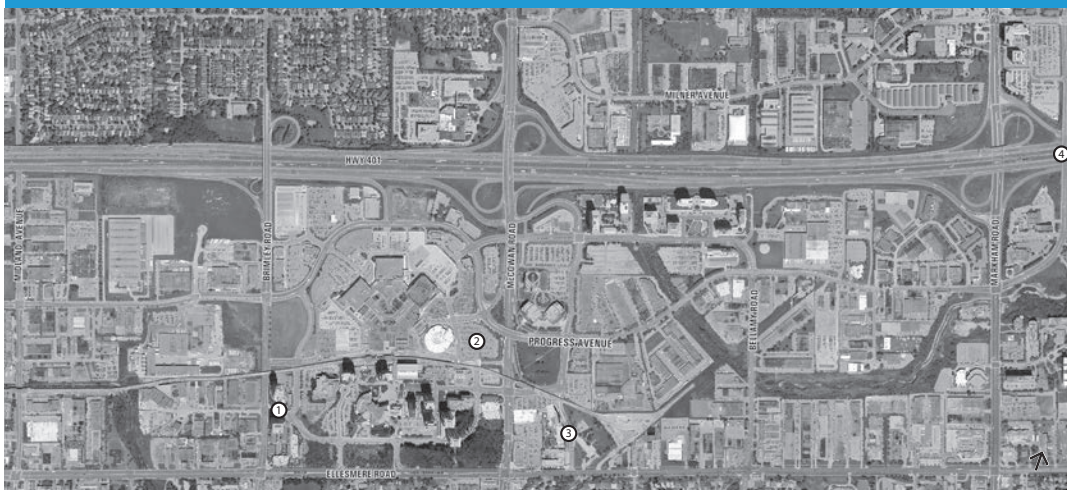 MILNER AVENUE
HWY 401
4
MIDLAND AVENUE
BRIMLEY ROAD
McCOWAN ROAD
MARKHAM ROAD
BELLAMY ROAD
2
PROGRESS AVENUE
1
3
ELLESMERE ROAD